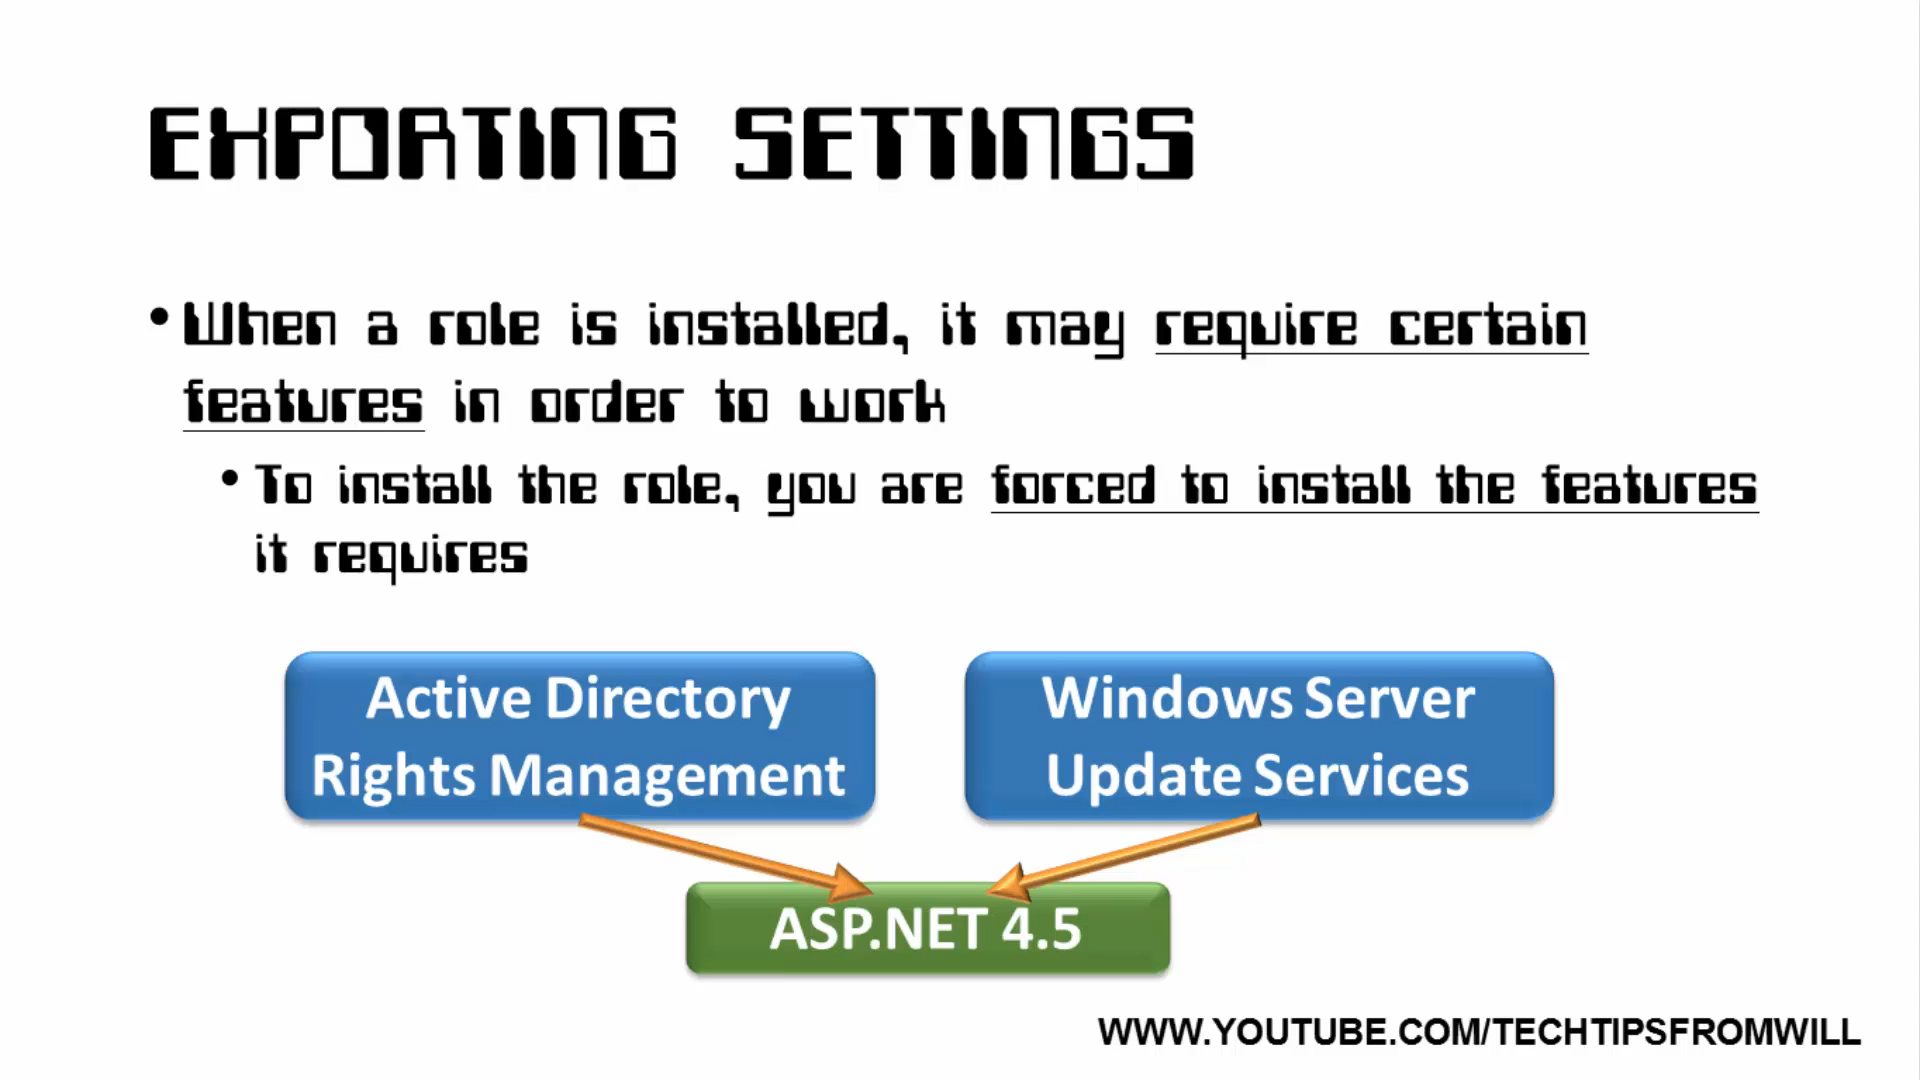 EXPORTING SETTINGS
• When a role is installed, it may require certain
features in order to work
• To install the role, you are forced to install the features
it requires
Active Directory
Rights Management
Windows Server
Update Services
ASP.NET 4.5
WWW.YOUTUBE.COM/TECHTIPSFROMWILL